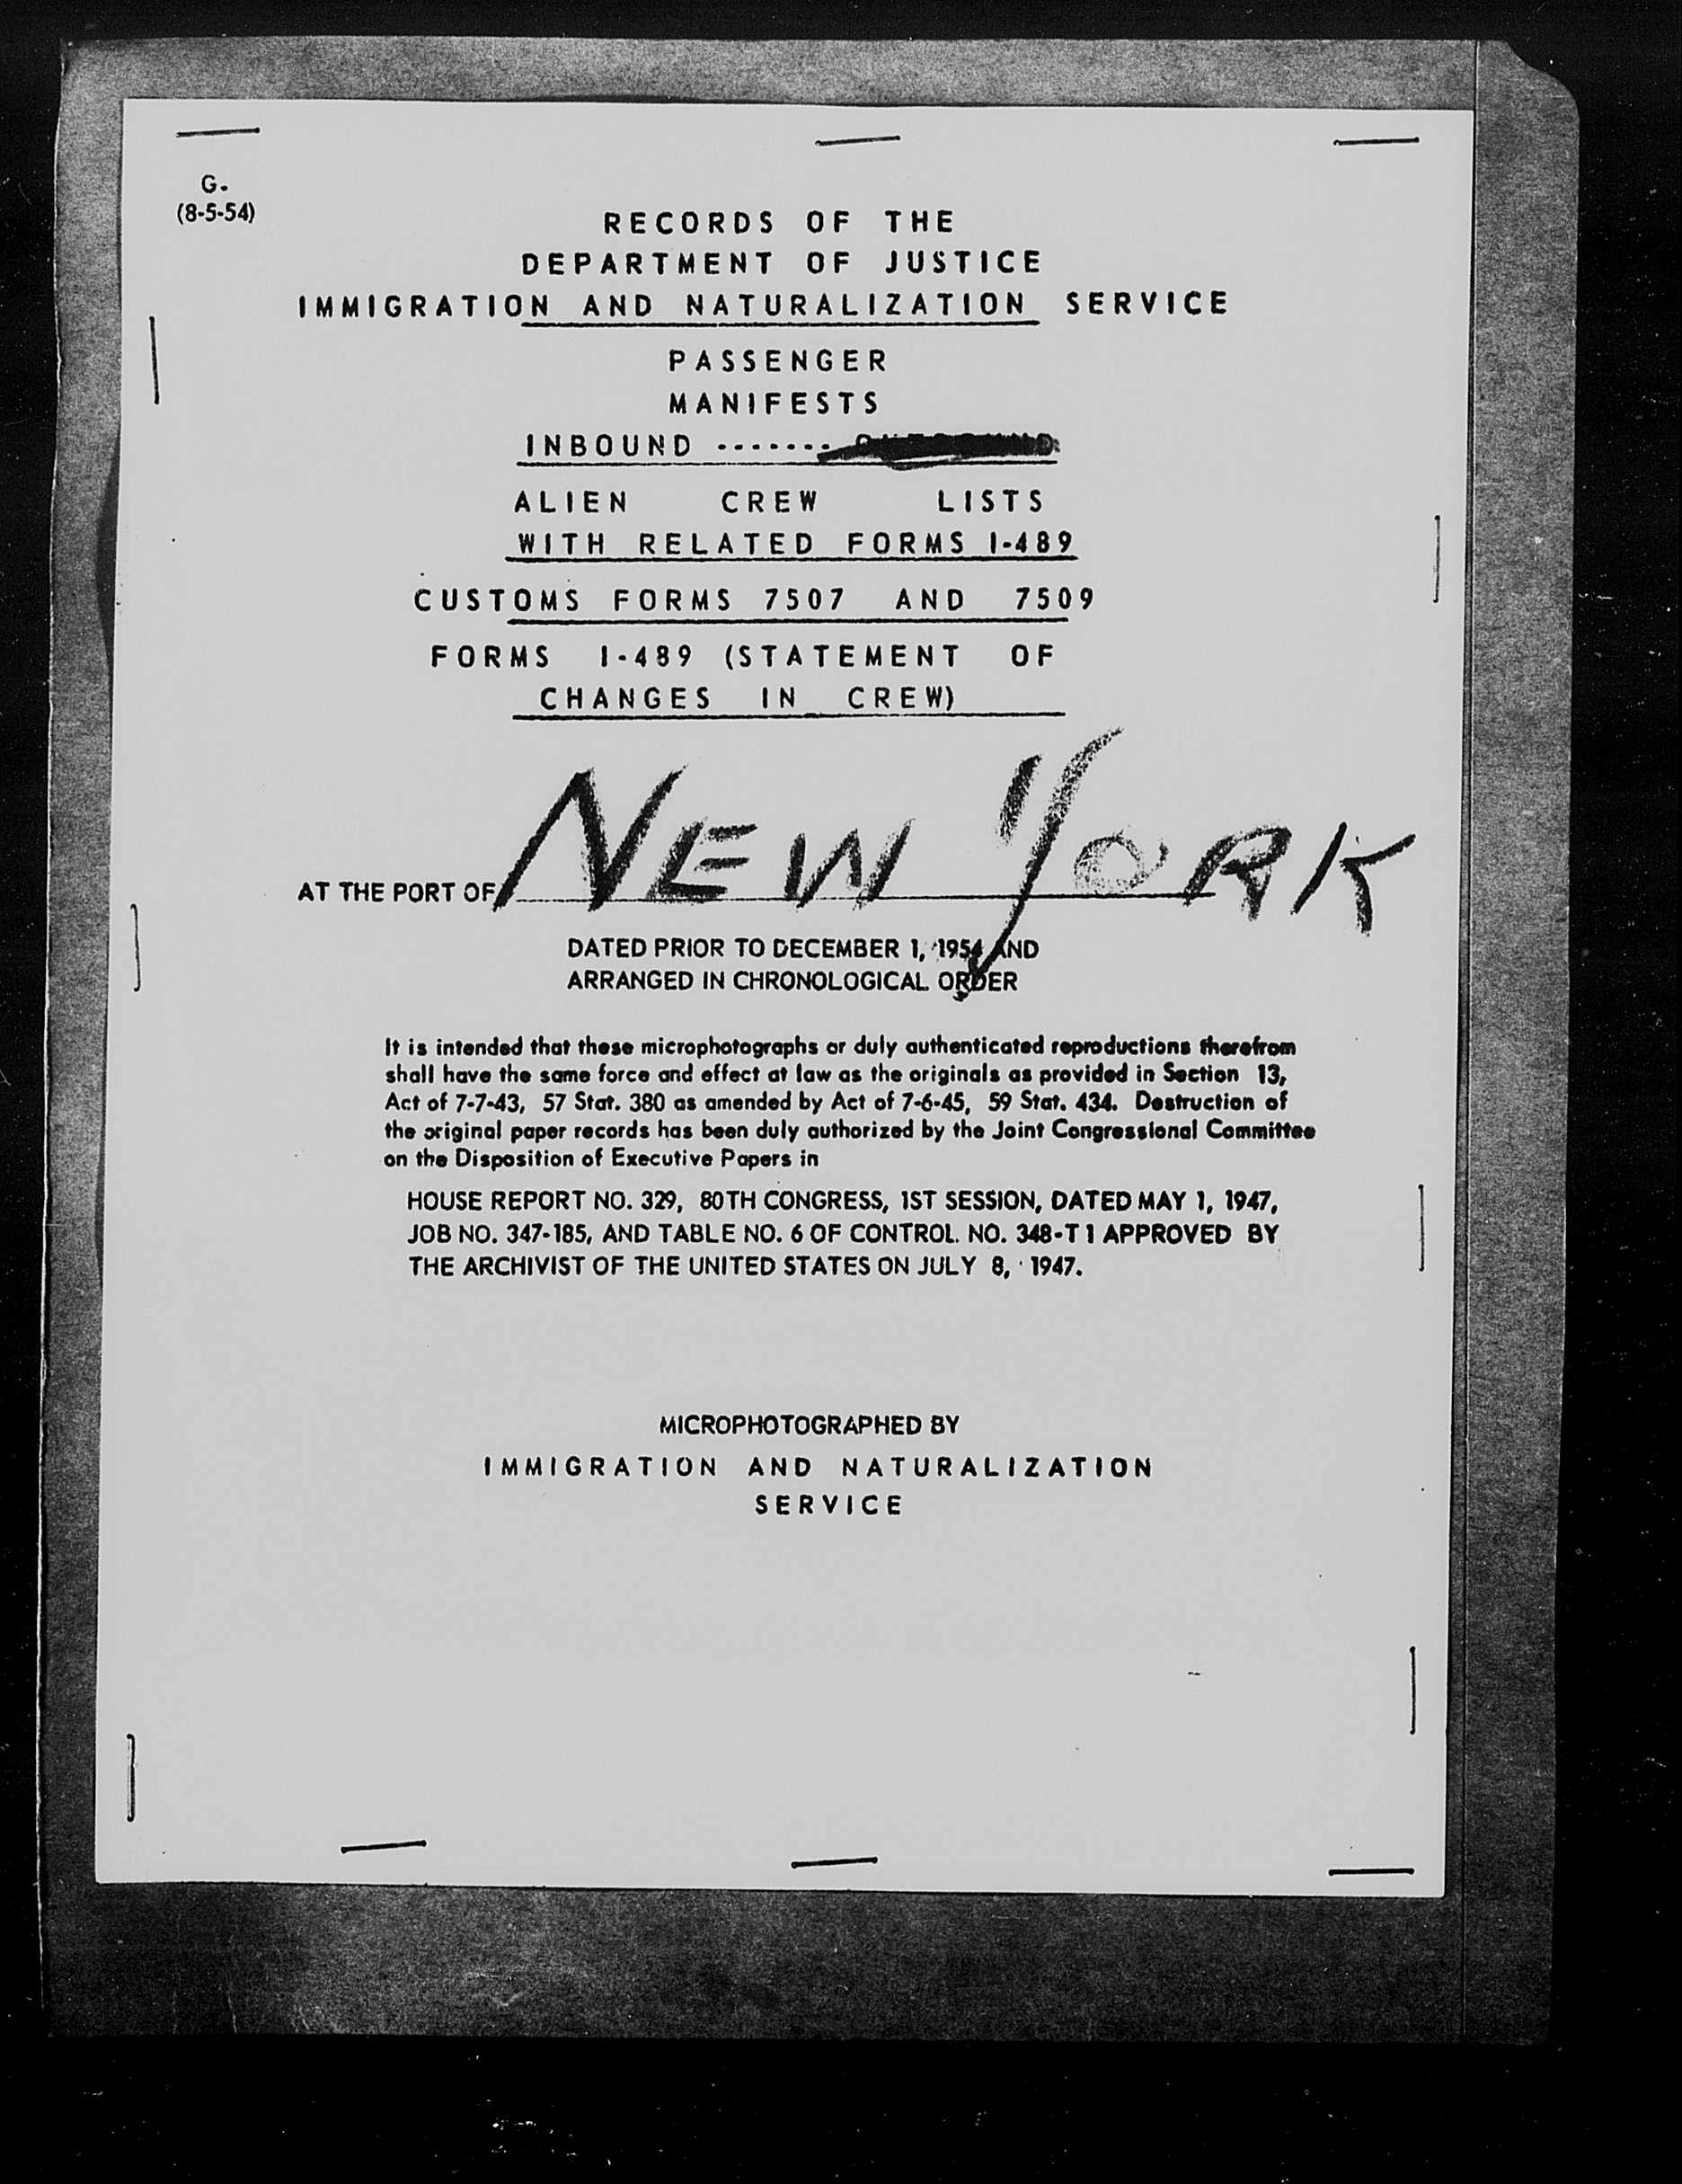 G.
(8-5-54)
RECORDS OF THE
DEPARTMENT OF JUSTICE
IMMIGRATION AND NATURALIZATION SERVICE
PASSENGER
MANIFESTS
INBOUND -------
ALIEN CREW LISTS
WITH RELATED FORMS I-489
CUSTOMS FORMS 7507 AND 7509
FORMS I-489 (STATEMENT OF
CHANGES IN CREW)
AT THE PORT OF NEW YORK
DATED PRIOR TO DECEMBER 1, 1954 AND
ARRANGED IN CHRONOLOGICAL ORDER
It is intended that these microphotographs or duly authenticated reproductions therefrom
shall have the same force and effect at law as the originals as provided in Section 13,
Act of 7-7-43, 57 Stat. 380 as amended by Act of 7-6-45, 59 Stat. 434. Destruction of
the original paper records has been duly authorized by the Joint Congressional Committee
on the Disposition of Executive Papers in
HOUSE REPORT NO. 329, 80TH CONGRESS, 1ST SESSION, DATED MAY 1, 1947,
JOB NO. 347-185, AND TABLE NO. 6 OF CONTROL. NO. 348-T1 APPROVED BY
THE ARCHIVIST OF THE UNITED STATES ON JULY 8, 1947.
MICROPHOTOGRAPHED BY
IMMIGRATION AND NATURALIZATION
SERVICE